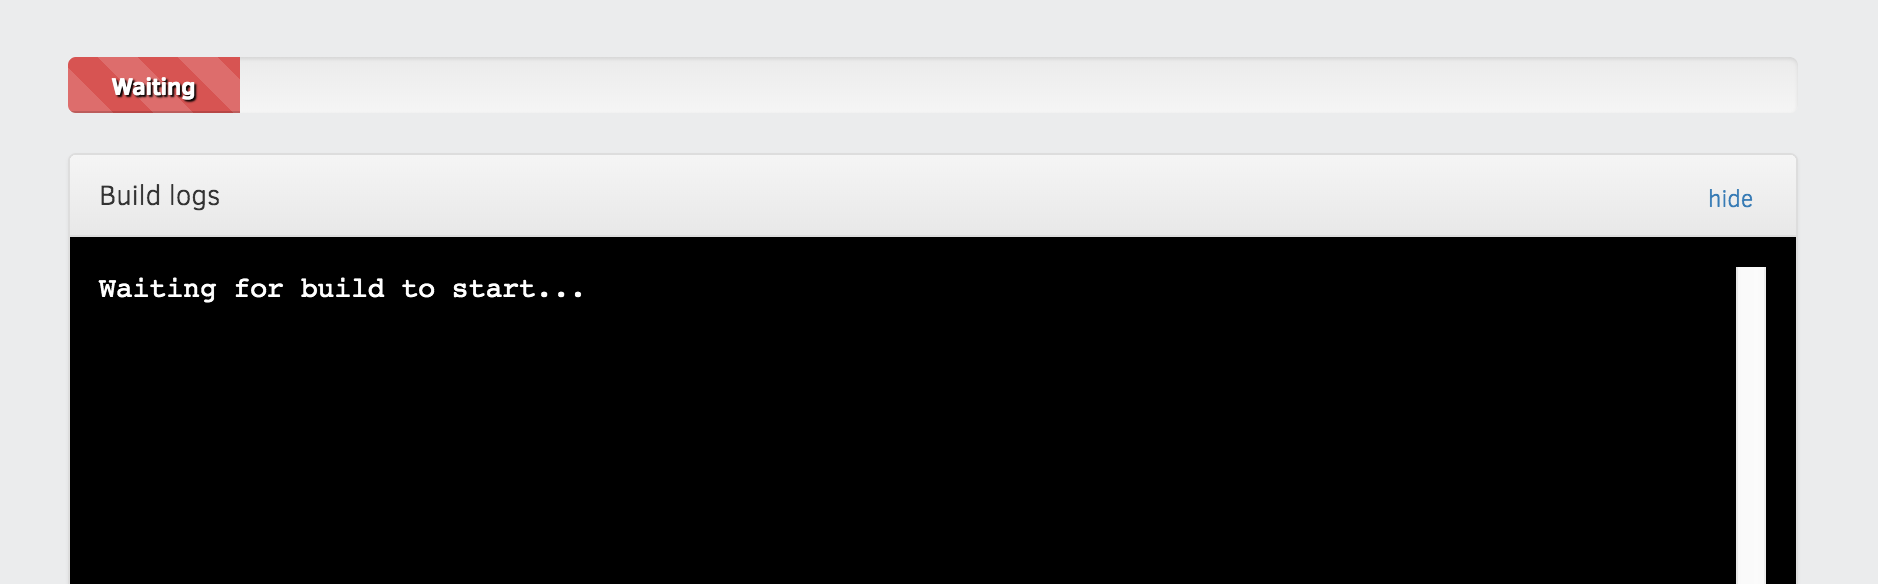 Waiting
Build logs
hide
Waiting for build to start...